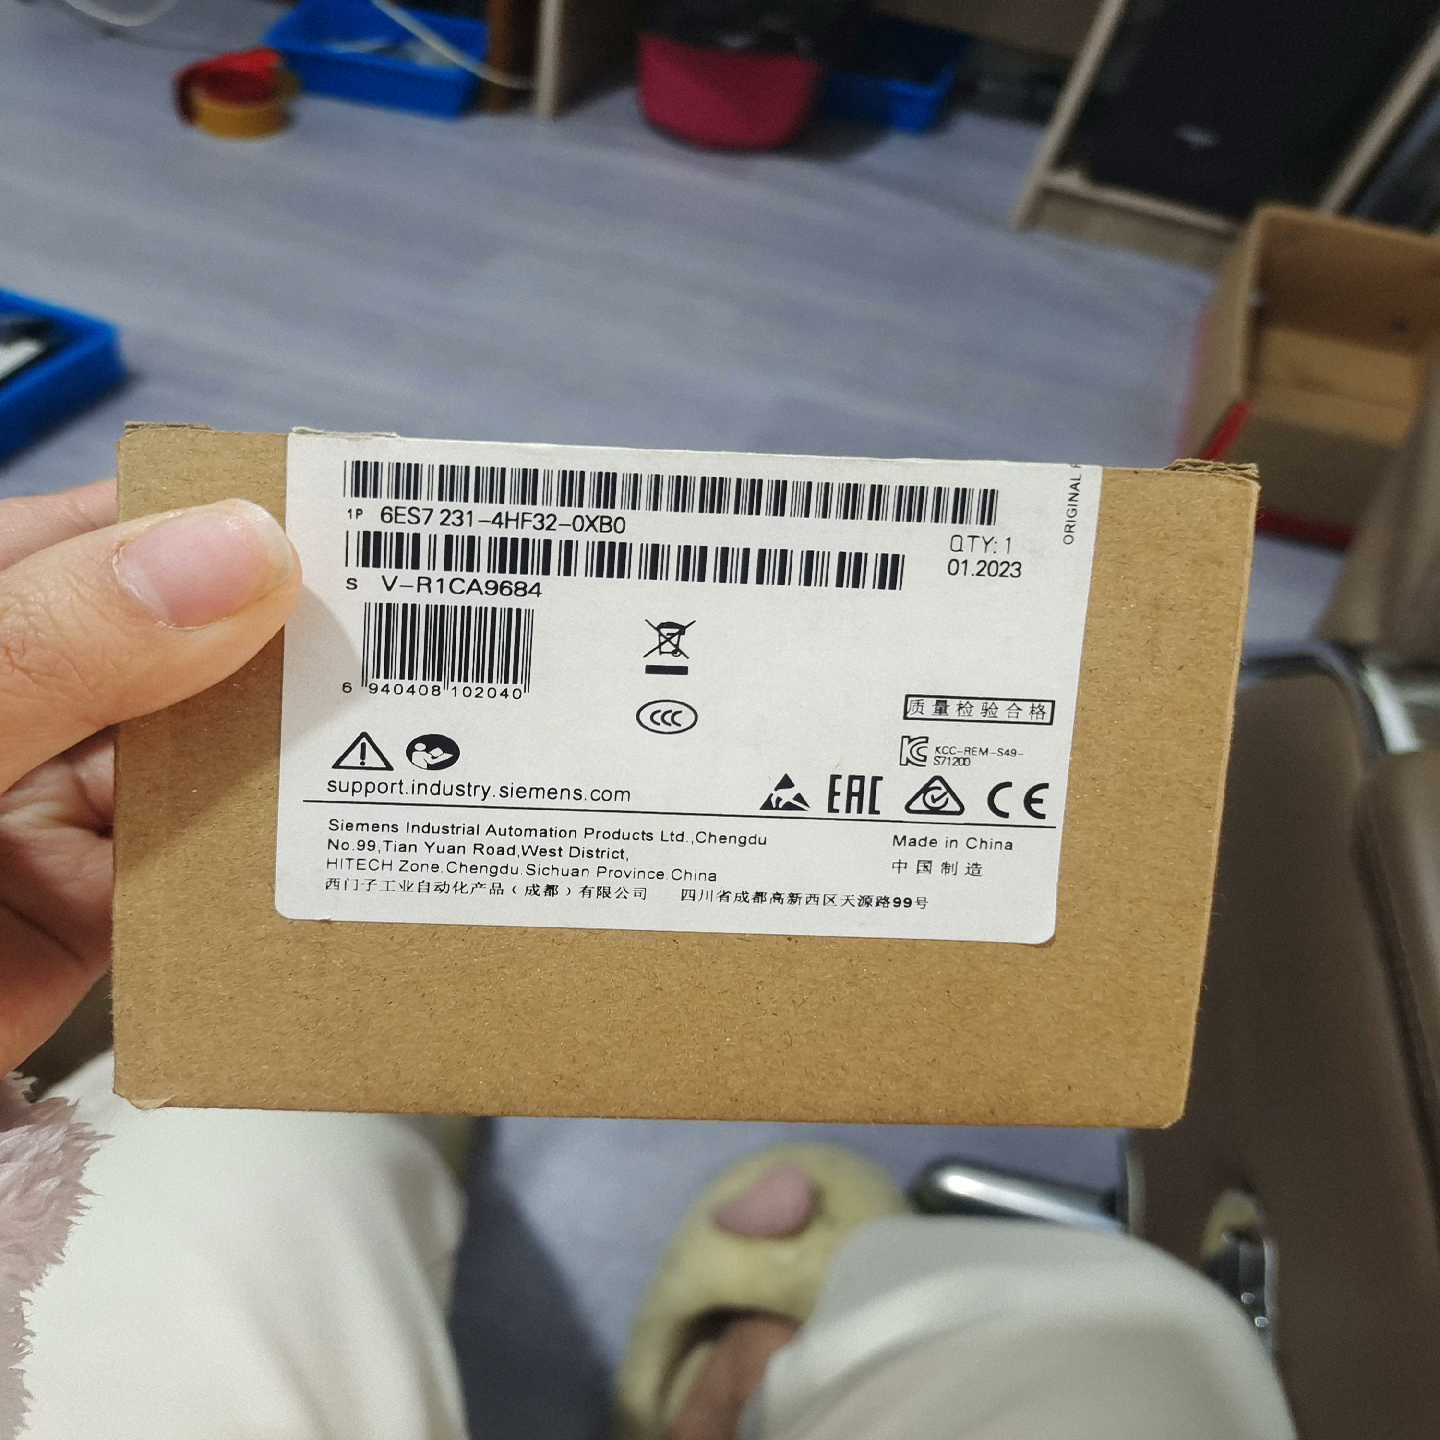 1P 6ES7 231-4HF32-0XB0
QTY: 1
01.2023
ORIGINAL
S V-R1CA9684
6 940408 102040
质量检验合格
KCC-REM-S49-
S71200
support.industry.siemens.com
EAC
CE
Siemens Industrial Automation Products Ltd.,Chengdu
No.99,Tian Yuan Road,West District,
HITECH Zone.Chengdu.Sichuan Province.China
西门子工业自动化产品(成都)有限公司 四川省成都高新西区天源路99号
Made in China
中国制造